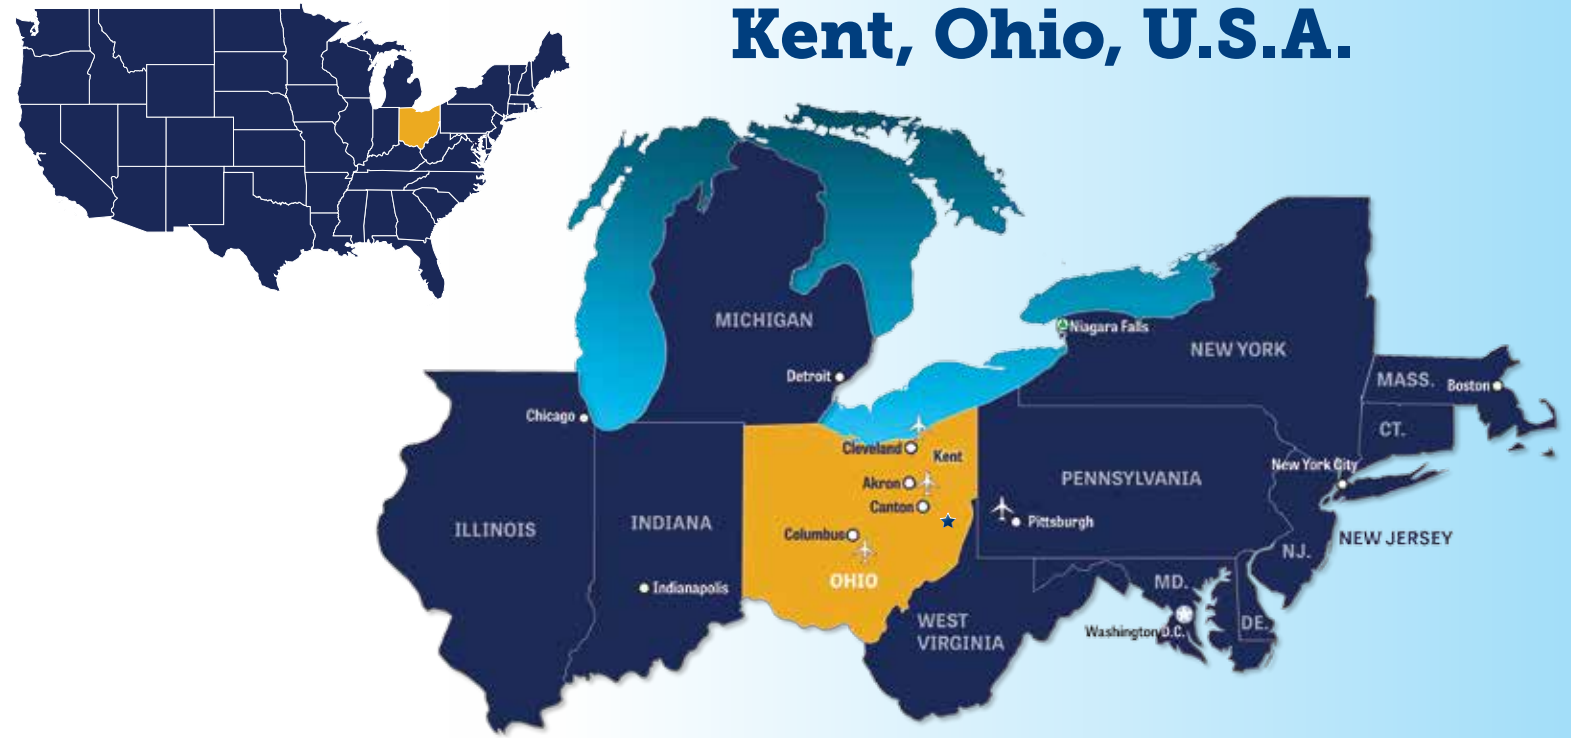 Kent, Ohio, U.S.A.
MICHIGAN
Niagara Falls
NEW YORK
Detroit
MASS.
Boston
Chicago
CT.
Cleveland
Kent
New York City
Akron
PENNSYLVANIA
Canton
ILLINOIS
INDIANA
Pittsburgh
Columbus
NEW JERSEY
NJ.
OHIO
MD.
Indianapolis
WEST
VIRGINIA
DE.
Washington D.C.